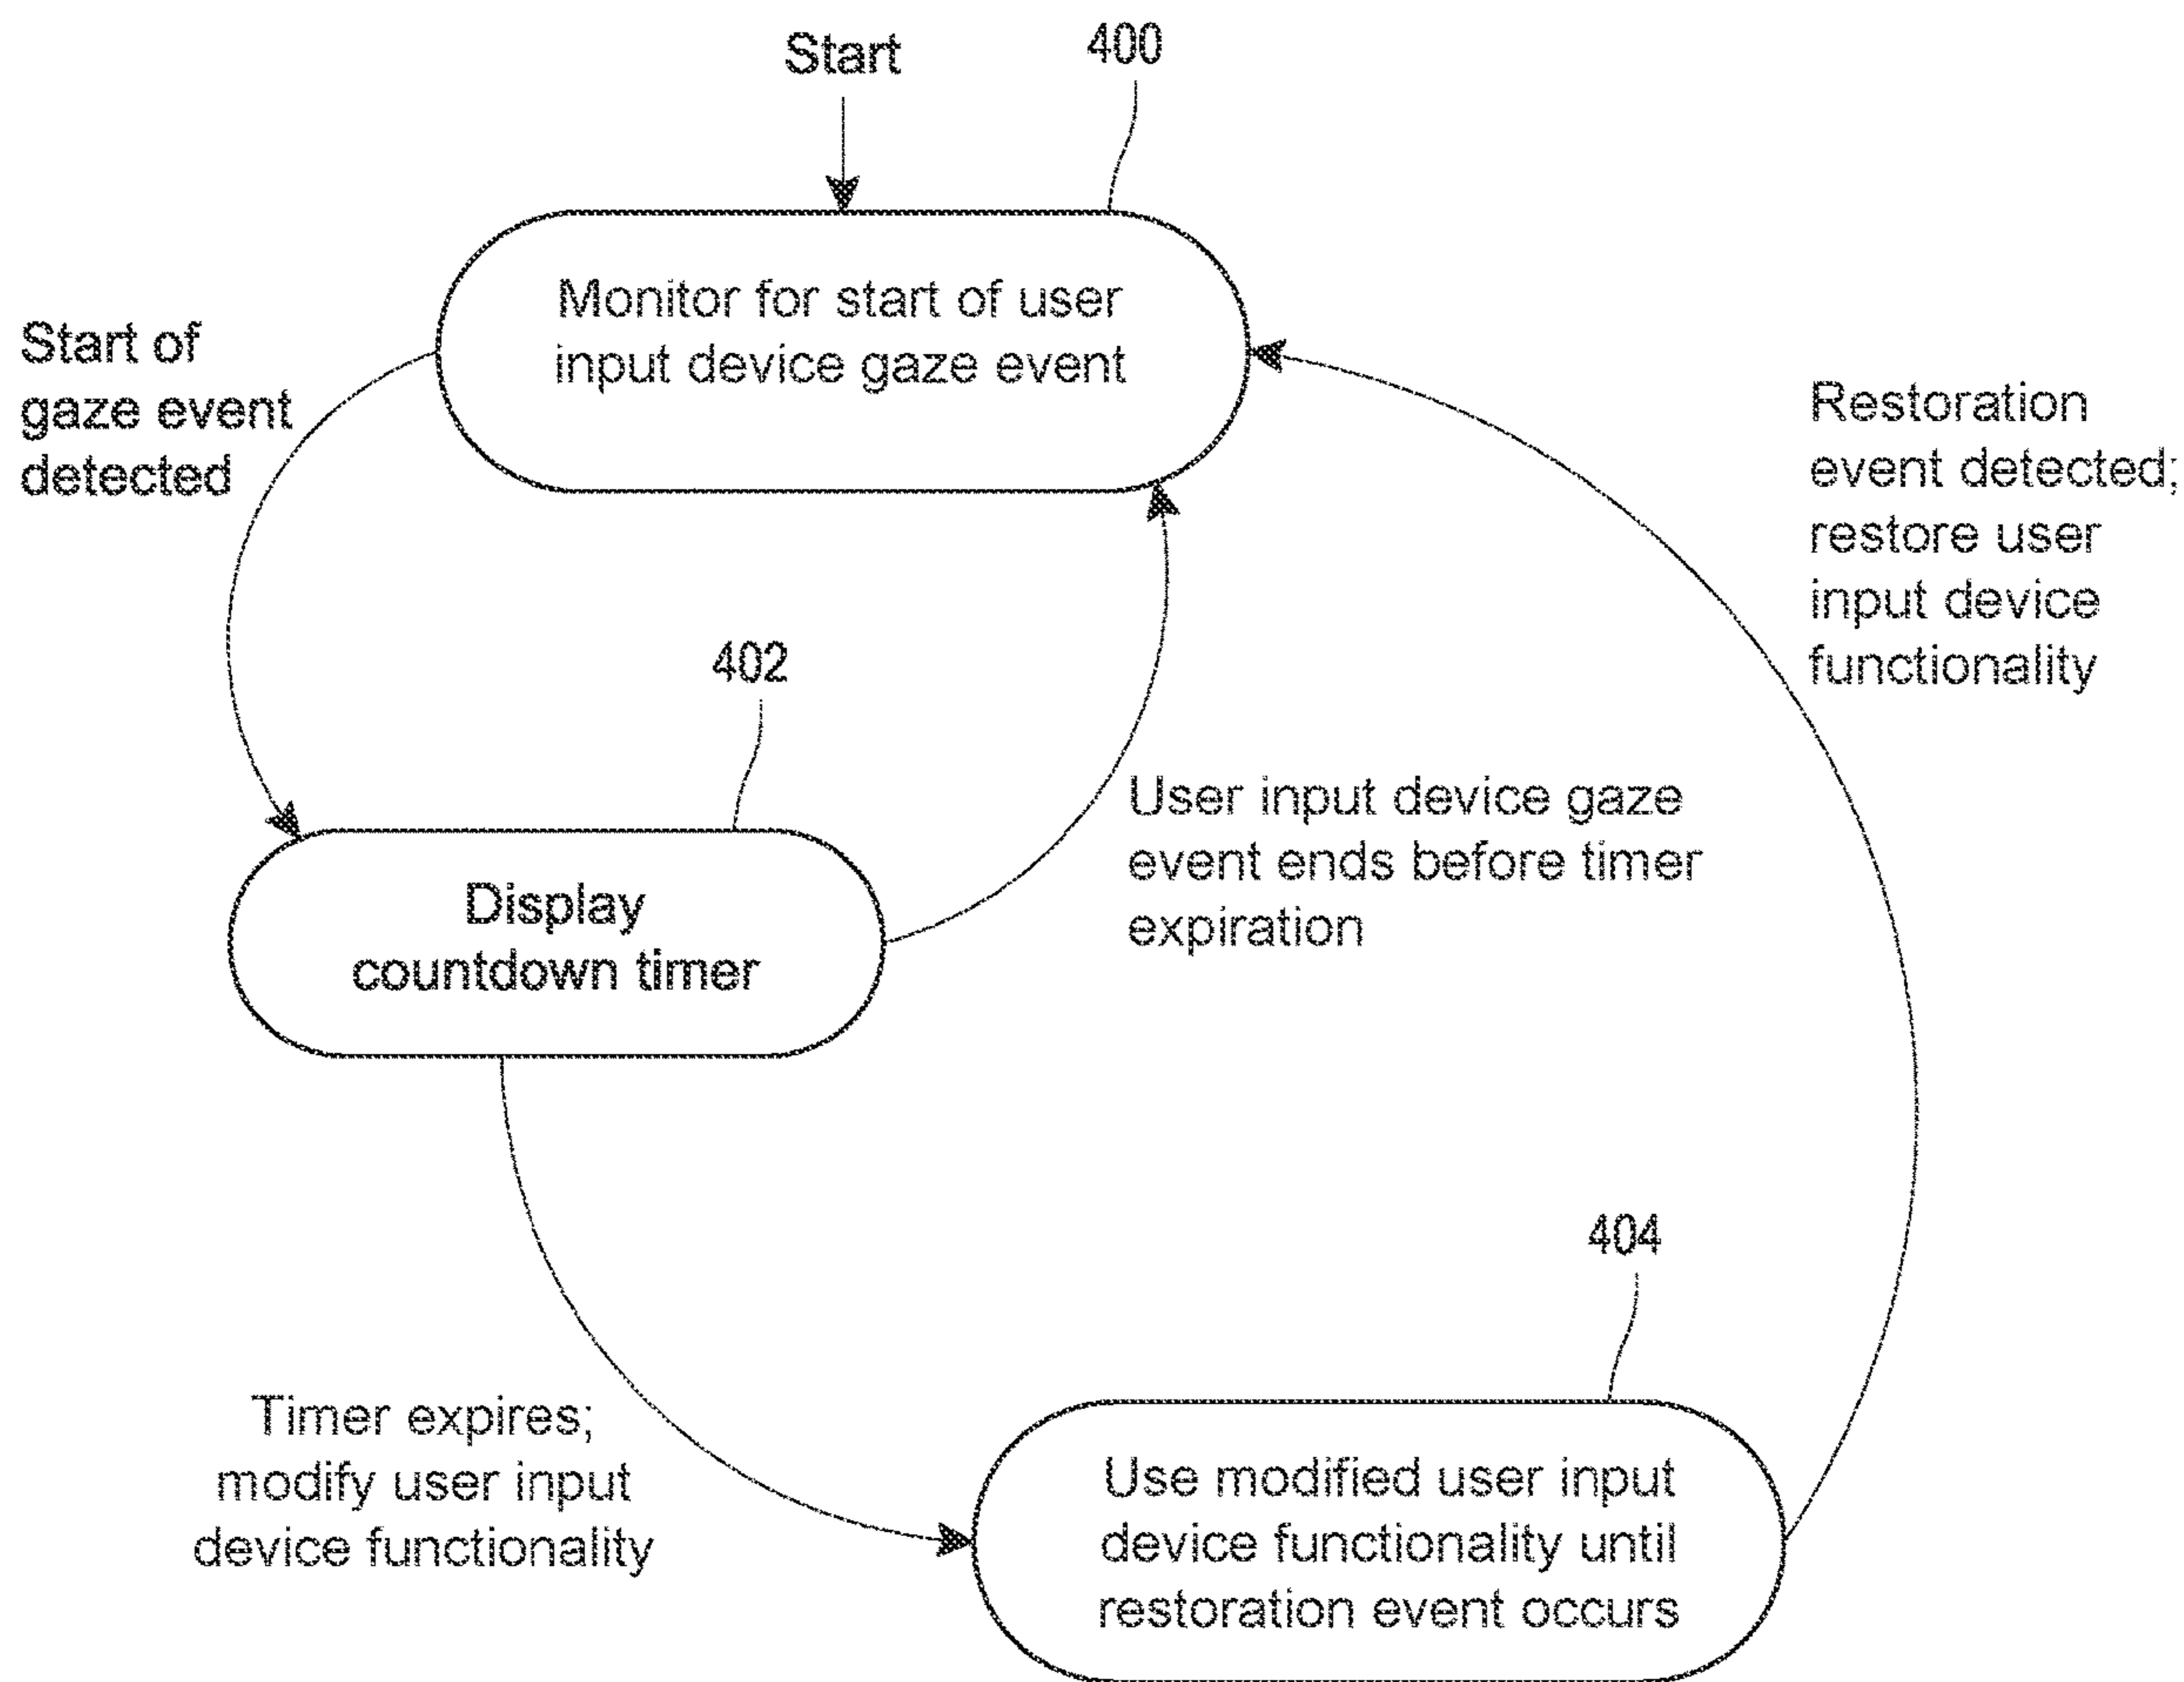 Start
400
Monitor for start of user
input device gaze event
Start of
gaze event
detected
Restoration
event detected;
restore user
input device
functionality
402
User input device gaze
event ends before timer
expiration
Display
countdown timer
404
Timer expires;
modify user input
device functionality
Use modified user input
device functionality until
restoration event occurs